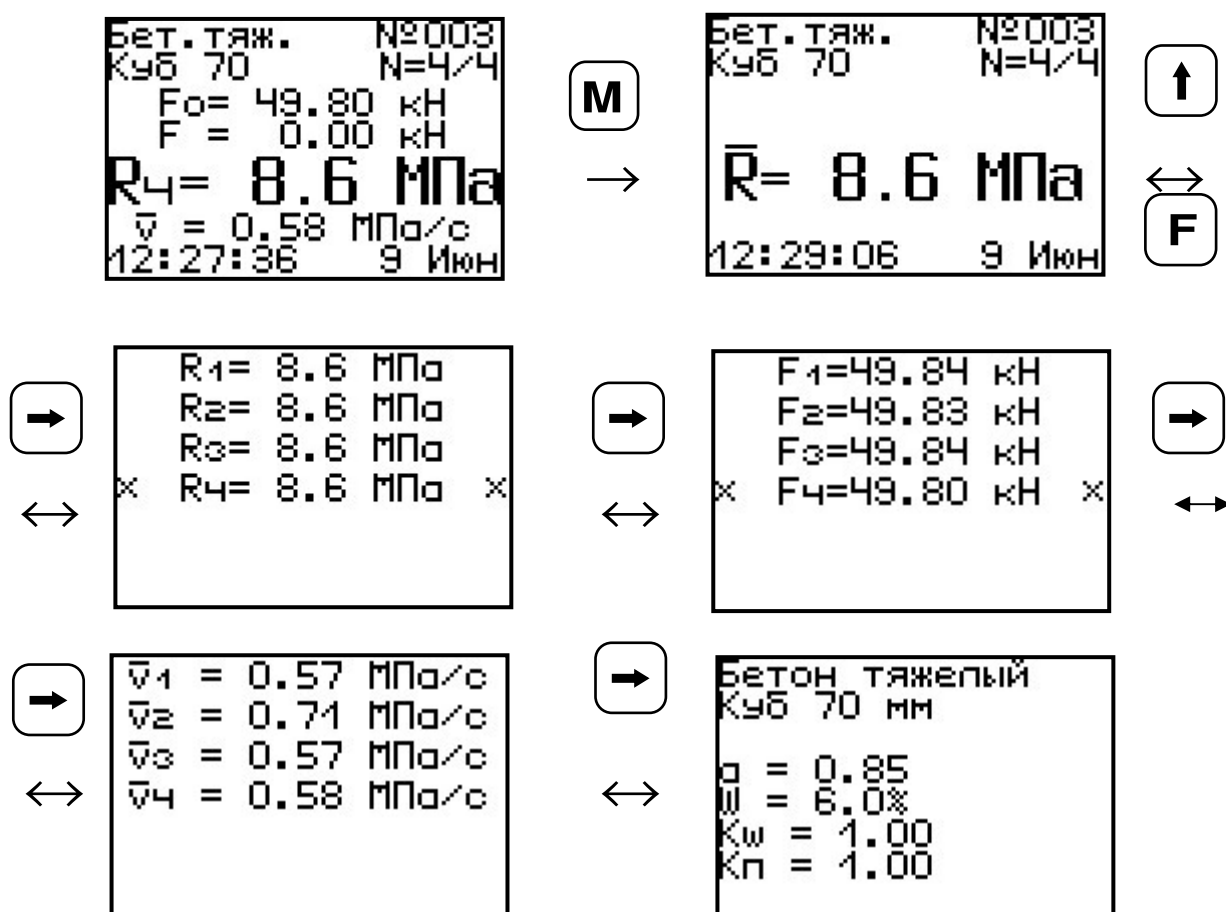 Бет.тяж. №003
Куб 70 N=4/4
Fo= 49.80 кН
F = 0.00 кН
R4= 8.6 МПа
v̅ = 0.58 МПа/с
12:27:36 9 Июн
M
→
Бет.тяж. №003
Куб 70 N=4/4
R̅= 8.6 МПа
12:29:06 9 Июн
↑
↔
F
→
↔
R1= 8.6 МПа
R2= 8.6 МПа
R3= 8.6 МПа
× R4= 8.6 МПа ×
→
↔
F1=49.84 кН
F2=49.83 кН
F3=49.84 кН
× F4=49.80 кН ×
→
↔
→
↔
v̅1 = 0.57 МПа/с
v̅2 = 0.71 МПа/с
v̅3 = 0.57 МПа/с
v̅4 = 0.58 МПа/с
→
↔
Бетон тяжелый
Куб 70 мм
a = 0.85
W = 6.0%
Kw = 1.00
Kп = 1.00